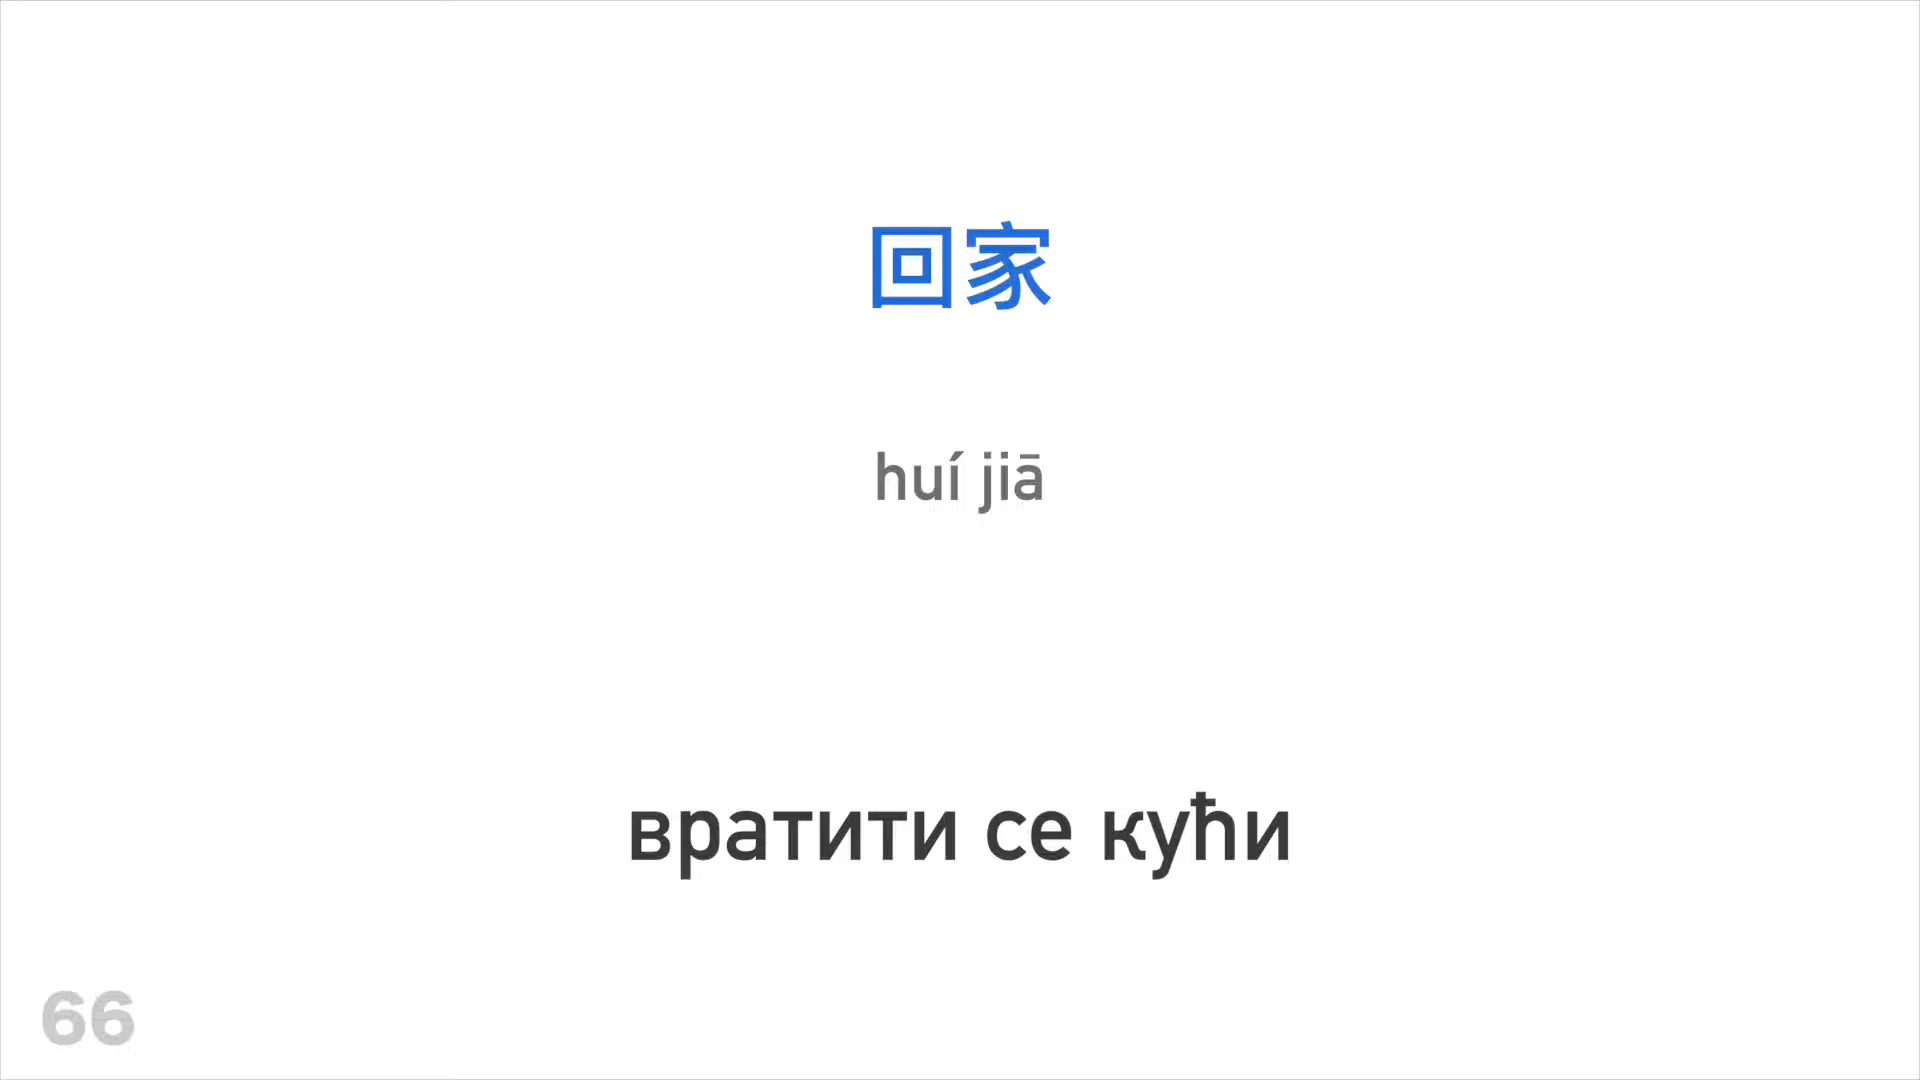 回家
huí jiā
вратити се кући
66